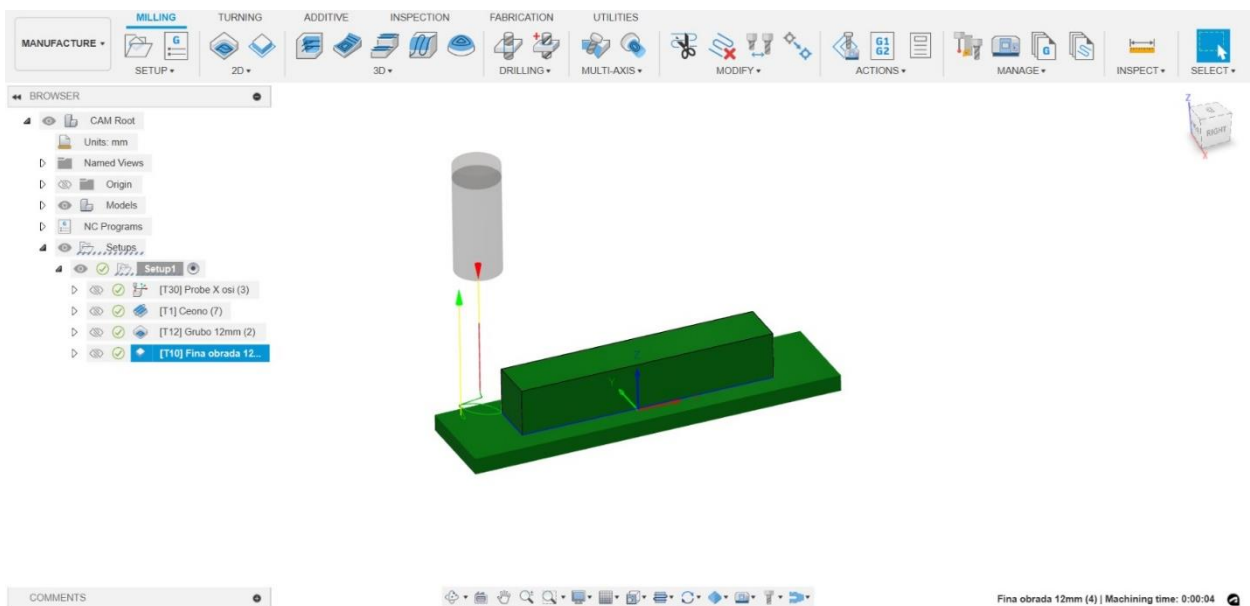 MILLING TURNING ADDITIVE INSPECTION FABRICATION UTILITIES
MANUFACTURE
G
G1
G2
G
SETUP 2D 3D DRILLING MULTI-AXIS MODIFY ACTIONS MANAGE INSPECT SELECT
BROWSER
CAM Root
Units: mm
Named Views
Origin
Models
NC Programs
Setups
Setup1
[T30] Probe X osi (3)
[T1] Ceono (7)
[T12] Grubo 12mm (2)
[T10] Fina obrada 12...
Z
RIGHT
X
Z
Y
COMMENTS
Fina obrada 12mm (4) | Machining time: 0:00:04